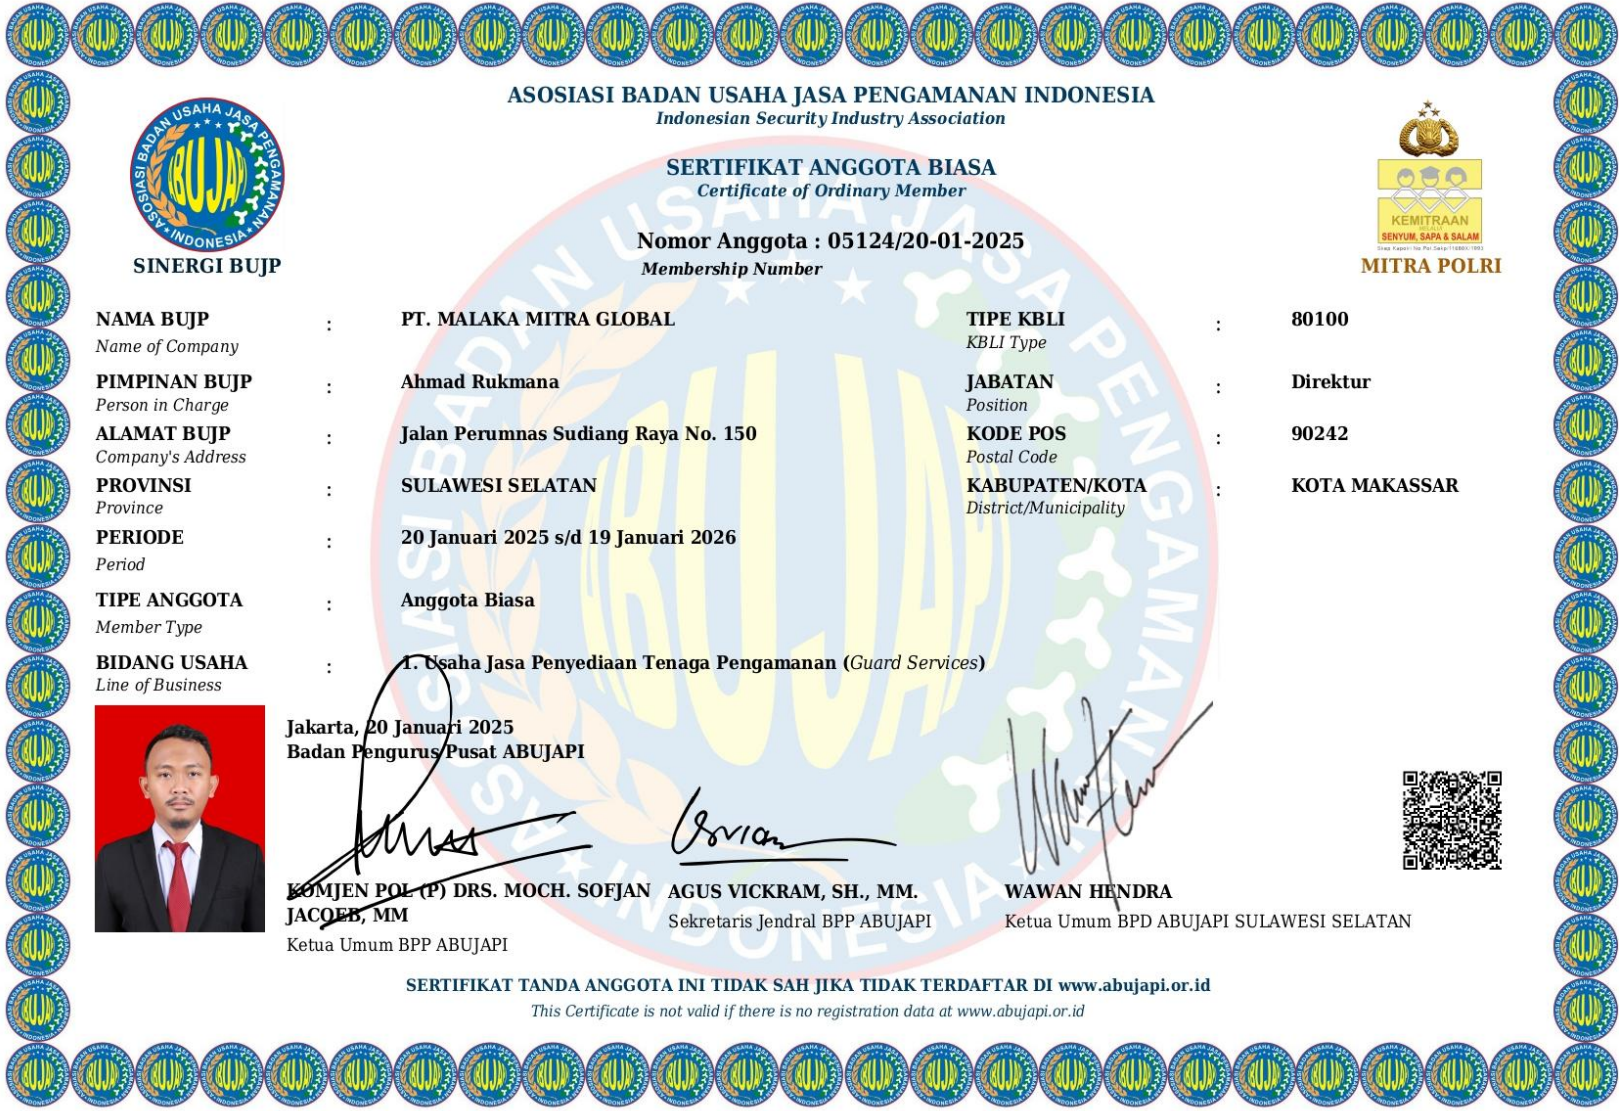 ASOSIASI BADAN USAHA JASA PENGAMANAN INDONESIA
Indonesian Security Industry Association
SERTIFIKAT ANGGOTA BIASA
Certificate of Ordinary Member
Nomor Anggota : 05124/20-01-2025
Membership Number
ASOSIASI BADAN USAHA JASA PENGAMANAN
ABUJAPI
INDONESIA
SINERGI BUJP
KEMITRAAN
SENYUM, SAPA & SALAM
MITRA POLRI
NAMA BUJP : PT. MALAKA MITRA GLOBAL TIPE KBLI : 80100
Name of Company KBLI Type
PIMPINAN BUJP : Ahmad Rukmana JABATAN : Direktur
Person in Charge Position
ALAMAT BUJP : Jalan Perumnas Sudiang Raya No. 150 KODE POS : 90242
Company's Address Postal Code
PROVINSI : SULAWESI SELATAN KABUPATEN/KOTA : KOTA MAKASSAR
Province District/Municipality
PERIODE : 20 Januari 2025 s/d 19 Januari 2026
Period
TIPE ANGGOTA : Anggota Biasa
Member Type
BIDANG USAHA : 1. Usaha Jasa Penyediaan Tenaga Pengamanan (Guard Services)
Line of Business
Jakarta, 20 Januari 2025
Badan Pengurus Pusat ABUJAPI
KOMJEN POL (P) DRS. MOCH. SOFJAN
JACOEB, MM
Ketua Umum BPP ABUJAPI
AGUS VICKRAM, SH., MM.
Sekretaris Jendral BPP ABUJAPI
WAWAN HENDRA
Ketua Umum BPD ABUJAPI SULAWESI SELATAN
SERTIFIKAT TANDA ANGGOTA INI TIDAK SAH JIKA TIDAK TERDAFTAR DI www.abujapi.or.id
This Certificate is not valid if there is no registration data at www.abujapi.or.id